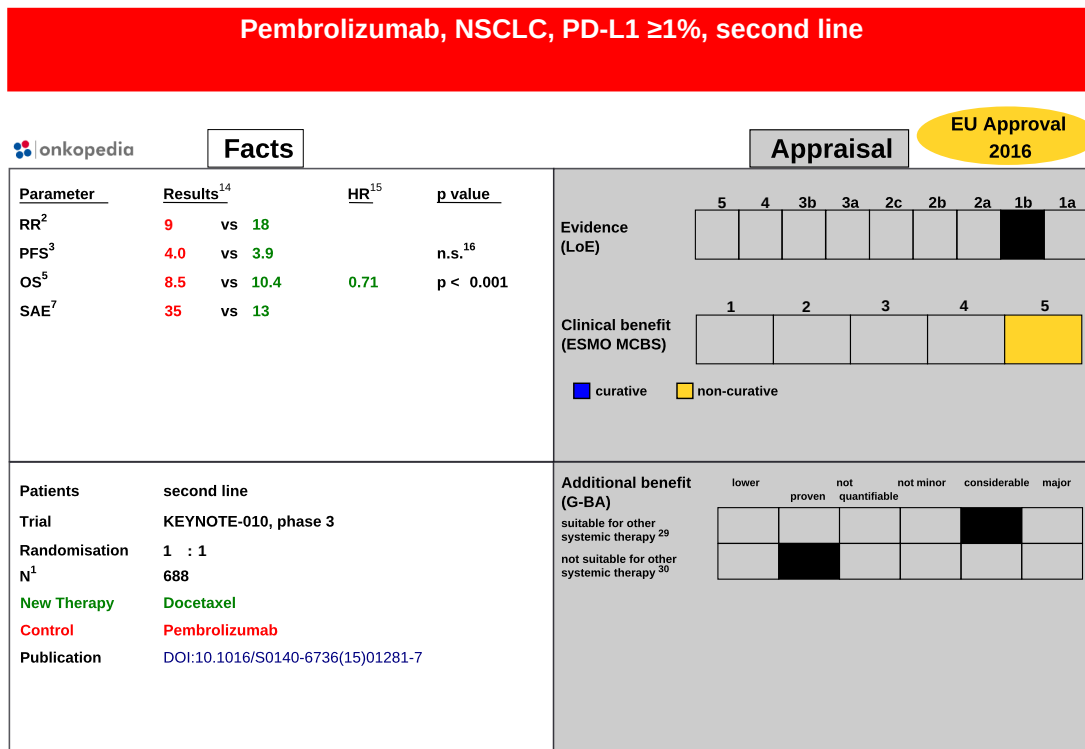 Pembrolizumab, NSCLC, PD-L1 ≥1%, second line
onkopedia
Facts
Appraisal
EU Approval
2016
Parameter Results14 HR15 p value
RR2 9 vs 18
PFS3 4.0 vs 3.9 n.s.16
OS5 8.5 vs 10.4 0.71 p < 0.001
SAE7 35 vs 13
5 4 3b 3a 2c 2b 2a 1b 1a
Evidence
(LoE)
1 2 3 4 5
Clinical benefit
(ESMO MCBS)
curative non-curative
Patients second line
Trial KEYNOTE-010, phase 3
Randomisation 1 : 1
N1 688
New Therapy Docetaxel
Control Pembrolizumab
Publication DOI:10.1016/S0140-6736(15)01281-7
Additional benefit
(G-BA)
lower not not minor considerable major
proven quantifiable
suitable for other
systemic therapy 29
not suitable for other
systemic therapy 30